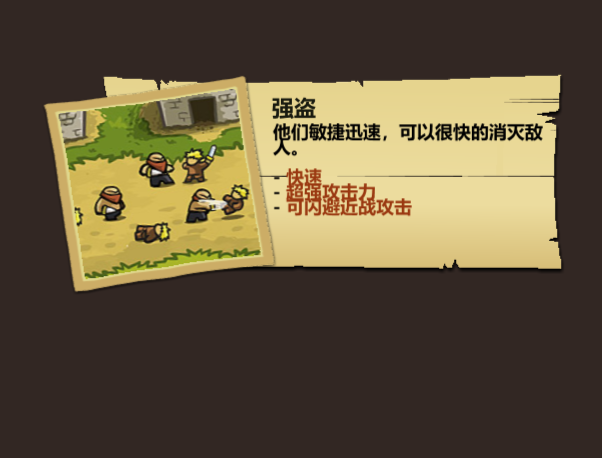 强盗
他们敏捷迅速，可以很快的消灭敌
人。
- 快速
- 超强攻击力
- 可闪避近战攻击